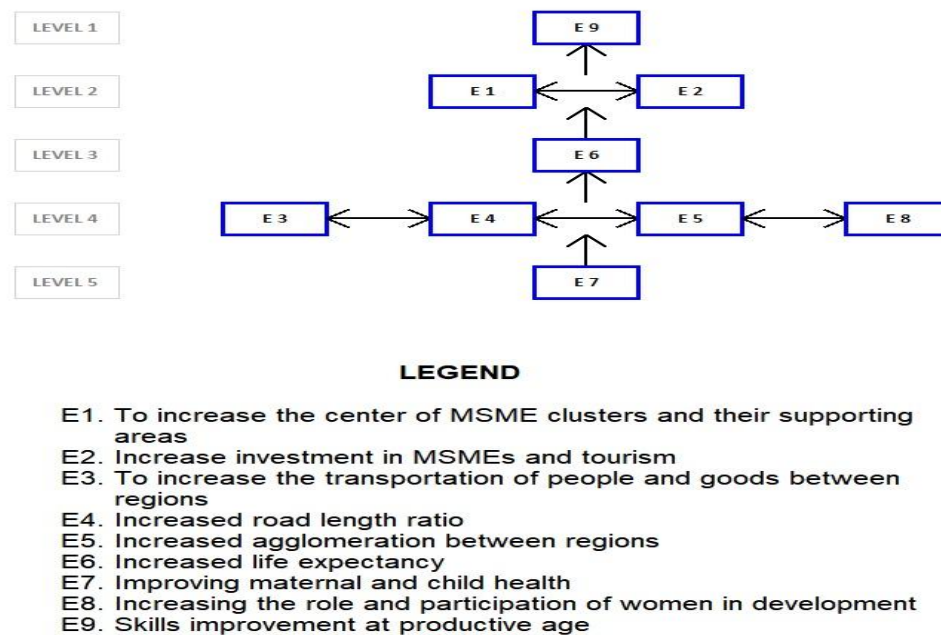 LEVEL 1 E 9
LEVEL 2 E 1 E 2
LEVEL 3 E 6
LEVEL 4 E 3 E 4 E 5 E 8
LEVEL 5 E 7
LEGEND
E1. To increase the center of MSME clusters and their supporting
areas
E2. Increase investment in MSMEs and tourism
E3. To increase the transportation of people and goods between
regions
E4. Increased road length ratio
E5. Increased agglomeration between regions
E6. Increased life expectancy
E7. Improving maternal and child health
E8. Increasing the role and participation of women in development
E9. Skills improvement at productive age